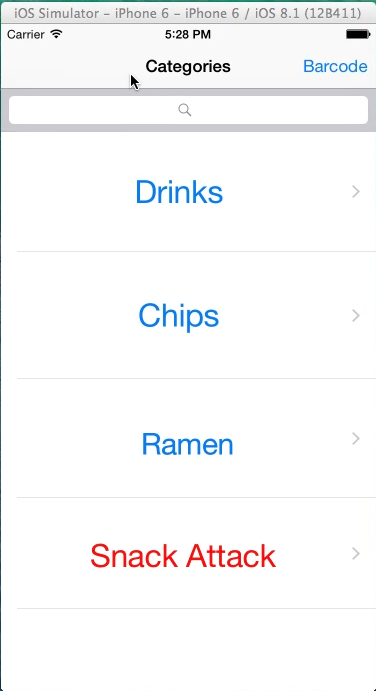 iOS Simulator – iPhone 6 – iPhone 6 / iOS 8.1 (12B411)
Carrier 5:28 PM
Categories Barcode
Drinks
Chips
Ramen
Snack Attack